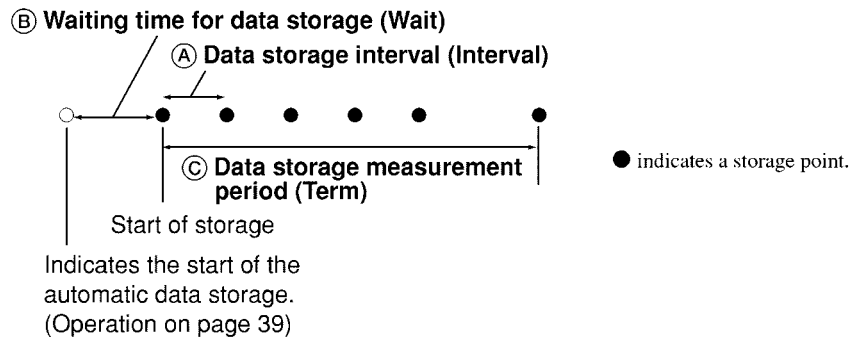 Ⓑ Waiting time for data storage (Wait)
Ⓐ Data storage interval (Interval)
Ⓒ Data storage measurement
period (Term)
● indicates a storage point.
Start of storage
Indicates the start of the
automatic data storage.
(Operation on page 39)